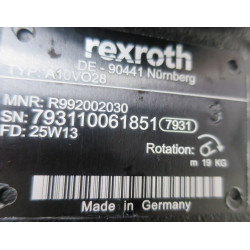 rexroth
DE - 90441 Nürnberg
TYP: A10VO28
MNR: R992002030
SN: 793110061851 7931
FD: 25W13
Rotation:
m 19 KG
Made in Germany